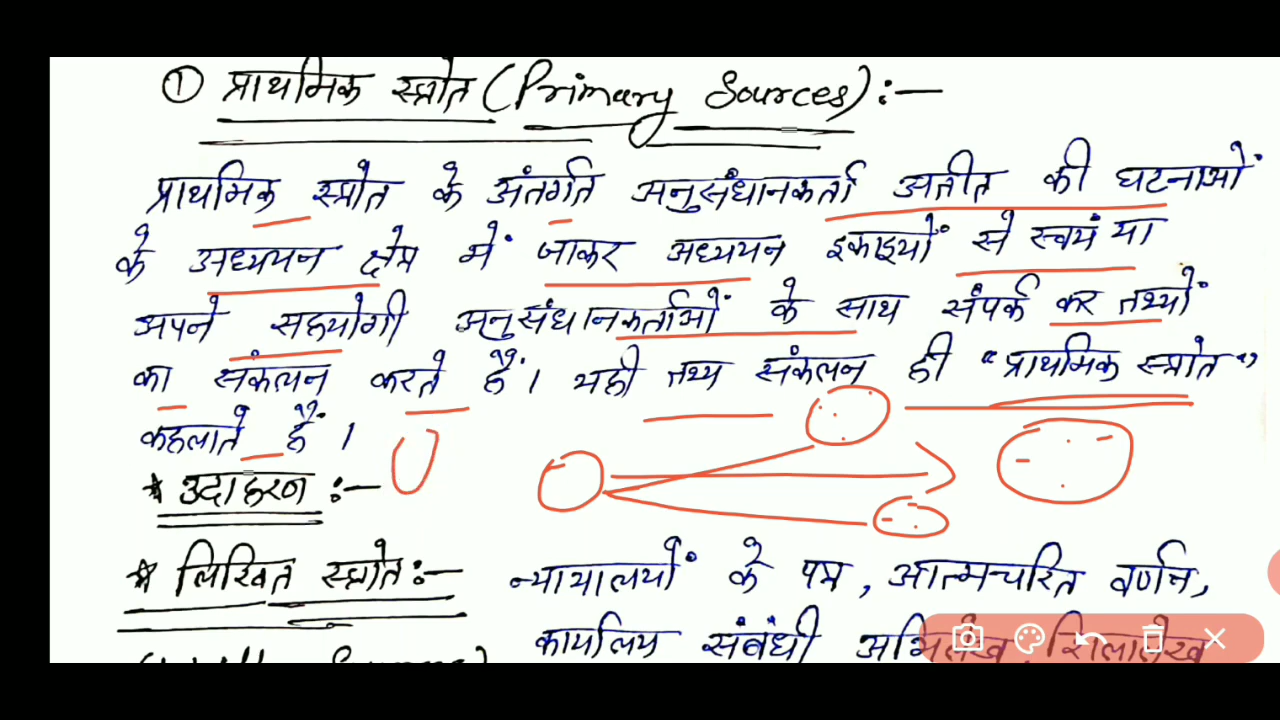 ① प्राथमिक स्त्रोत (Primary Sources):—
प्राथमिक स्त्रोत के अंतर्गत अनुसंधानकर्ता अतीत की घटनाओं
के अध्ययन क्षेत्र में जाकर अध्ययन इकाइयों से स्वयं या
अपने सहयोगी अनुसंधानकर्ताओं के साथ संपर्क कर तथ्यों
का संकलन करते हैं। यही तथ्य संकलन ही "प्राथमिक स्त्रोत"
कहलाते हैं।
* उदाहरन :—
* लिखित स्त्रोत :— न्यायालयों के पत्र, आत्मचरित वर्णन,
कार्यालय संबंधी अभिलेख, शिलालेख